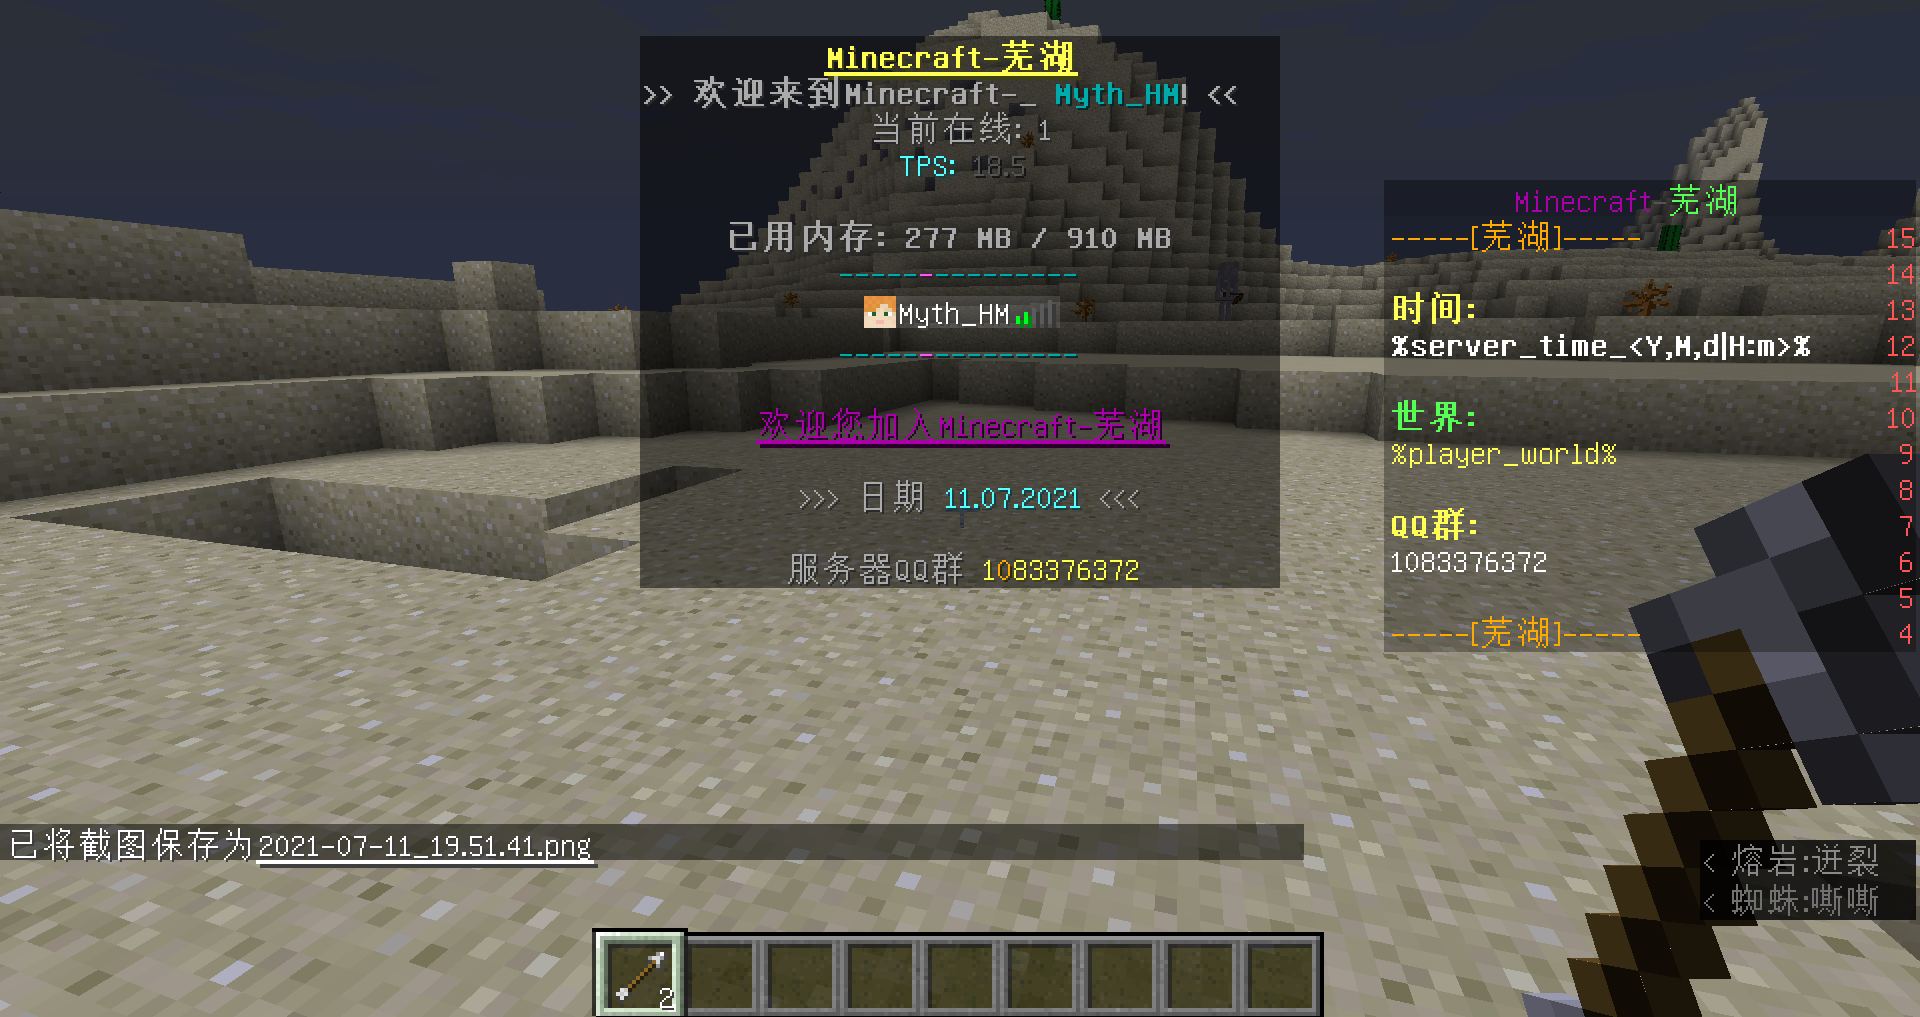 Minecraft-芜湖
>> 欢迎来到Minecraft-_ Myth_HM! <<
当前在线: 1
TPS: 18.5
已用内存: 277 MB / 910 MB
---------------
Myth_HM
---------------
欢迎您加入Minecraft-芜湖
>>> 日期 11.07.2021 <<<
服务器QQ群 1083376372
Minecraft-芜湖
-----[芜湖]----- 15
14
时间: 13
%server_time_<Y,M,d|H:m>% 12
11
世界: 10
%player_world% 9
8
QQ群: 7
1083376372 6
5
-----[芜湖]----- 4
已将截图保存为2021-07-11_19.51.41.png
< 熔岩:迸裂
< 蜘蛛:嘶嘶
2